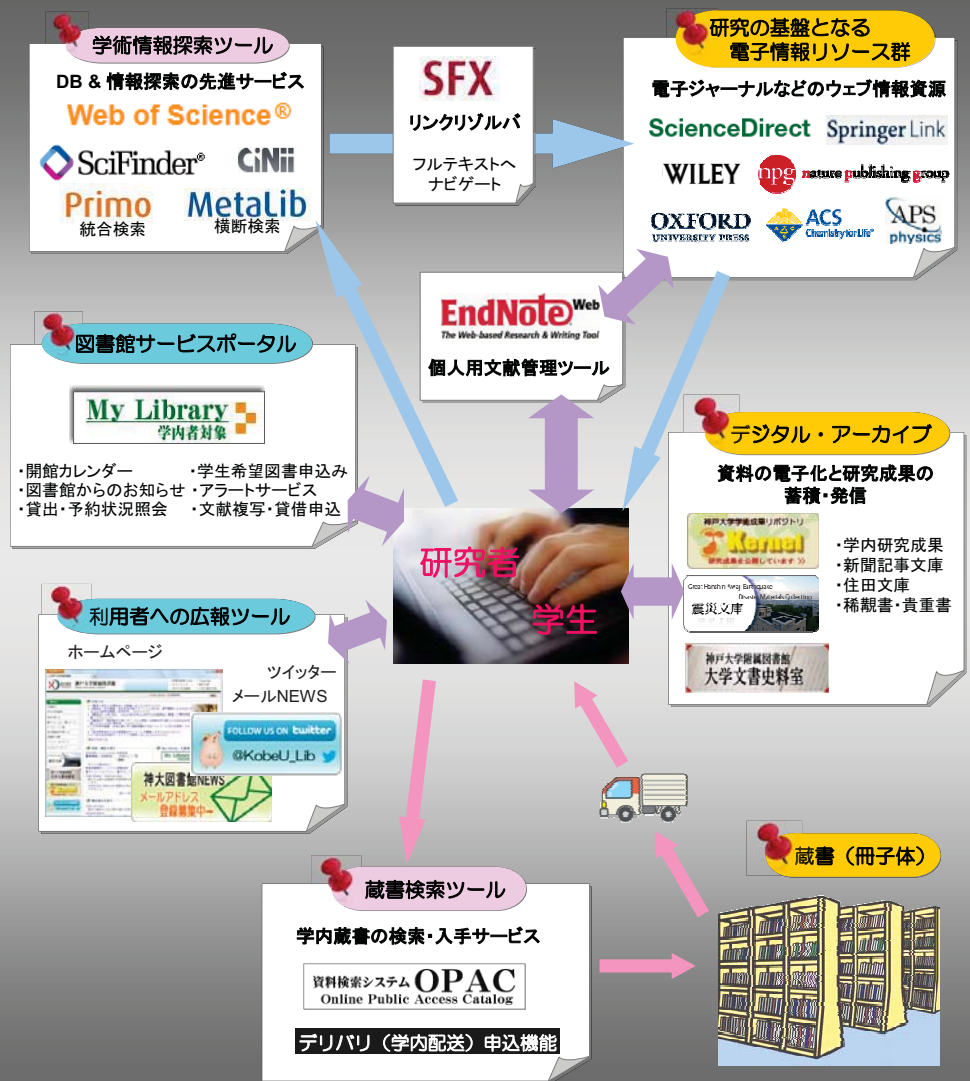 学術情報探索ツール
DB & 情報探索の先進サービス
Web of Science®
SciFinder®
CiNii
Primo
統合検索
MetaLib
横断検索
SFX
リンクリゾルバ
フルテキストへ
ナビゲート
研究の基盤となる
電子情報リソース群
電子ジャーナルなどのウェブ情報資源
ScienceDirect
SpringerLink
WILEY
npg nature publishing group
OXFORD
UNIVERSITY PRESS
ACS
Chemistry for Life®
APS
physics
EndNote Web
The Web-based Research & Writing Tool
個人用文献管理ツール
図書館サービスポータル
My Library
学内者対象
・開館カレンダー
・図書館からのお知らせ
・貸出・予約状況照会
・学生希望図書申込み
・アラートサービス
・文献複写・貸借申込
デジタル・アーカイブ
資料の電子化と研究成果の
蓄積・発信
神戸大学学術成果リポジトリ
Kernel
研究成果を公開しています
Great Hanshin-Awaji Earthquake
Disaster Materials Collection
震災文庫
神戸大学附属図書館
大学文書史料室
・学内研究成果
・新聞記事文庫
・住田文庫
・稀覯書・貴重書
研究者
学生
利用者への広報ツール
ホームページ
ツイッター
メールNEWS
FOLLOW US ON twitter
@KobeU_Lib
神大図書館NEWS
メールアドレス
登録募集中ー
蔵書検索ツール
学内蔵書の検索・入手サービス
資料検索システム OPAC
Online Public Access Catalog
デリバリ（学内配送）申込機能
蔵書（冊子体）